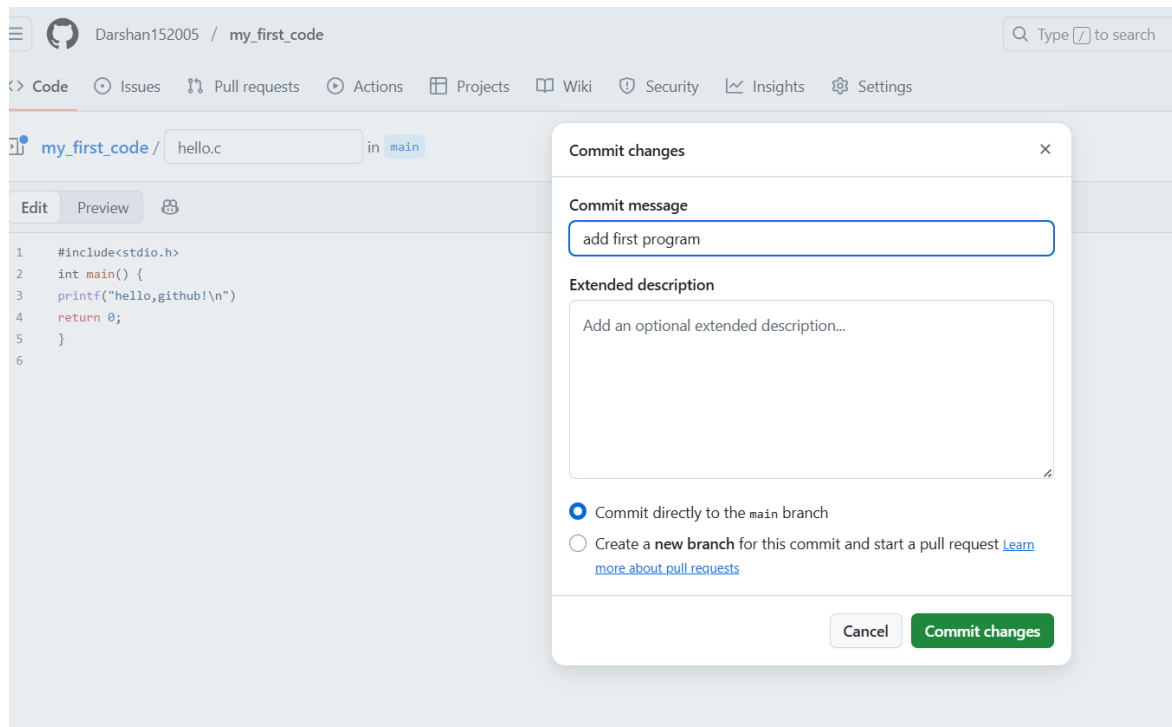 Darshan152005 / my_first_code
Type / to search
<> Code Issues Pull requests Actions Projects Wiki Security Insights Settings
my_first_code / hello.c in main
Edit Preview
1 #include<stdio.h>
2 int main() {
3 printf("hello,github!\n")
4 return 0;
5 }
6
Commit changes
Commit message
add first program
Extended description
Add an optional extended description...
Commit directly to the main branch
Create a new branch for this commit and start a pull request Learn
more about pull requests
Cancel Commit changes